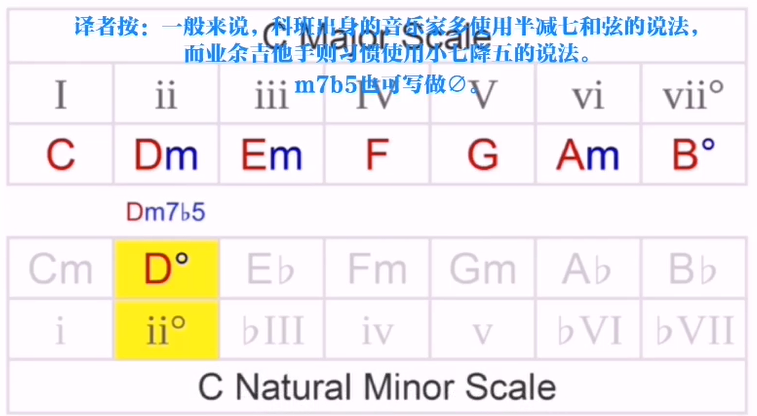 译者按：一般来说，科班出身的音乐家多使用半减七和弦的说法，
而业余吉他手则习惯使用小七降五的说法。
m7b5也可写做∅。
C Major Scale
I ii iii IV V vi vii°
C Dm Em F G Am B°
Dm7♭5
Cm D° E♭ Fm Gm A♭ B♭
i ii° ♭III iv v ♭VI ♭VII
C Natural Minor Scale